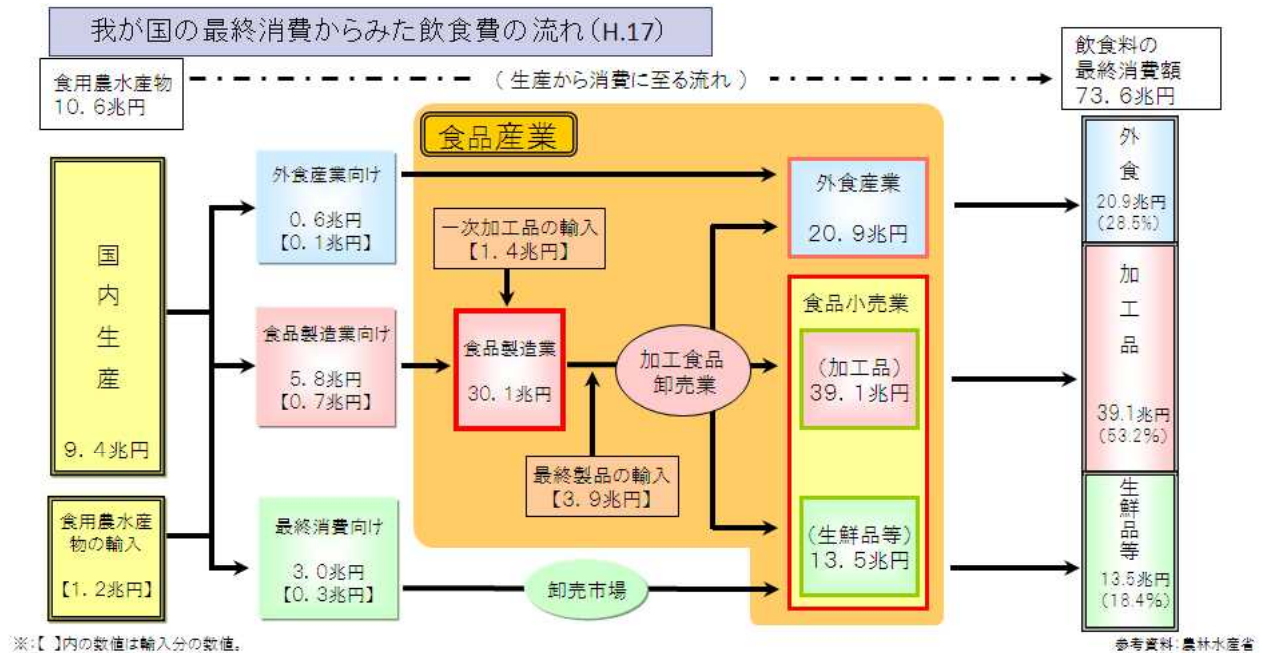 我が国の最終消費からみた飲食費の流れ(H.17)
食用農水産物
10.6兆円
(生産から消費に至る流れ)
飲食料の
最終消費額
73.6兆円
食品産業
国
内
生
産
9.4兆円
食用農水産
物の輸入
【1.2兆円】
外食産業向け
0.6兆円
【0.1兆円】
食品製造業向け
5.8兆円
【0.7兆円】
最終消費向け
3.0兆円
【0.3兆円】
一次加工品の輸入
【1.4兆円】
食品製造業
30.1兆円
最終製品の輸入
【3.9兆円】
加工食品
卸売業
卸売市場
外食産業
20.9兆円
食品小売業
(加工品)
39.1兆円
(生鮮品等)
13.5兆円
外
食
20.9兆円
(28.5%)
加
工
品
39.1兆円
(53.2%)
生
鮮
品
等
13.5兆円
(18.4%)
※:【 】内の数値は輸入分の数値。
参考資料:農林水産省